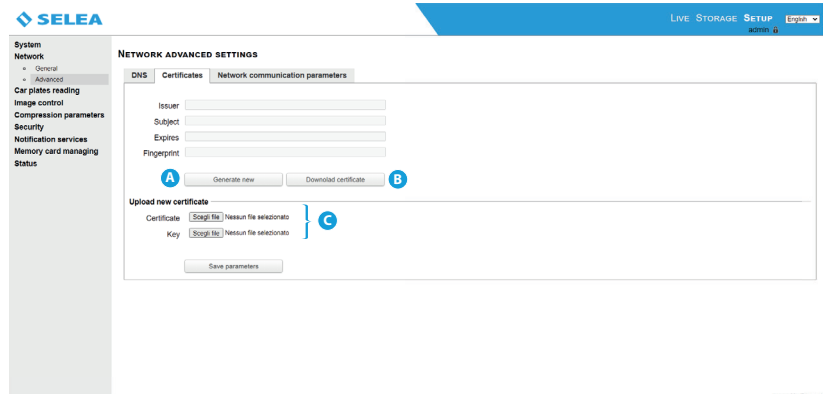 SELEA
LIVE STORAGE SETUP English
admin
System
Network
General
Advanced
Car plates reading
Image control
Compression parameters
Security
Notification services
Memory card managing
Status
NETWORK ADVANCED SETTINGS
DNS Certificates Network communication parameters
Issuer
Subject
Expires
Fingerprint
A Generate new Downolad certificate B
Upload new certificate
Certificate Scegli file Nessun file selezionato
Key Scegli file Nessun file selezionato
C
Save parameters